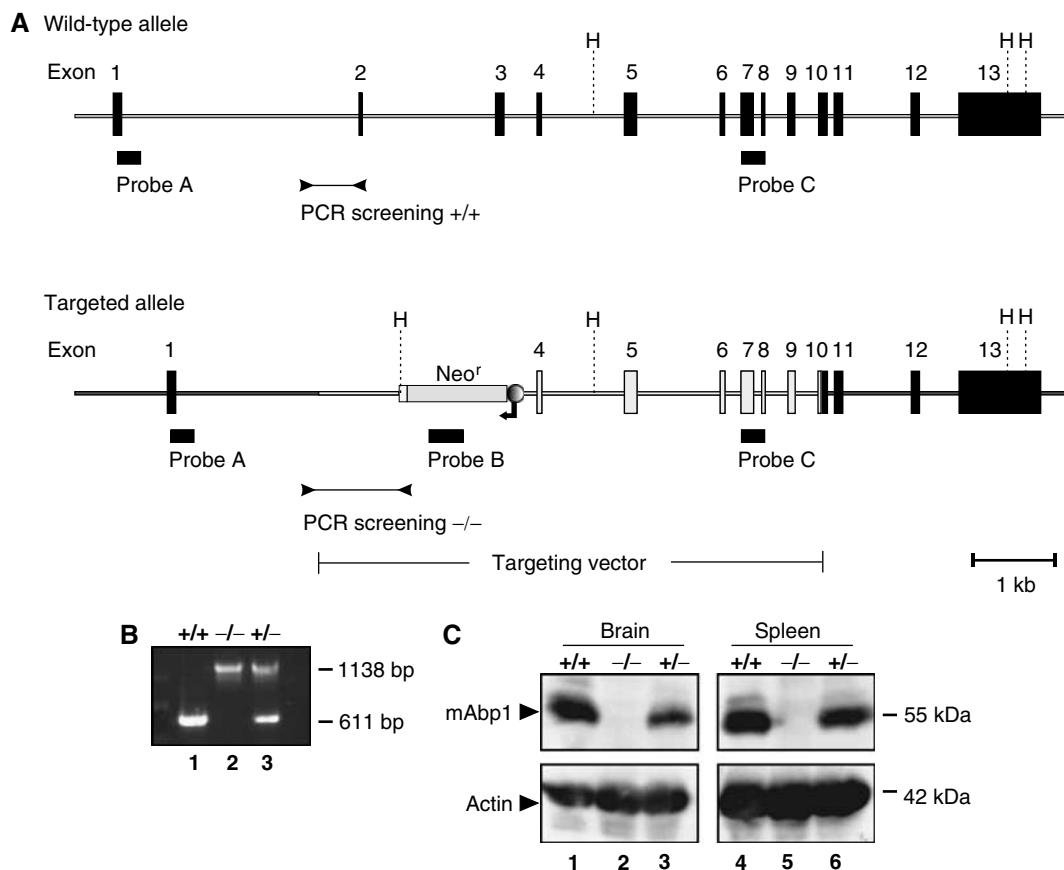 A Wild-type allele
H H H
Exon 1 2 3 4 5 6 7 8 9 10 11 12 13
Probe A Probe C
PCR screening +/+
Targeted allele
H H H H
Exon 1 4 5 6 7 8 9 10 11 12 13
Neoʳ
Probe A Probe B Probe C
PCR screening –/–
Targeting vector
1 kb
B
+/+ –/– +/–
1138 bp
611 bp
1 2 3
C
Brain Spleen
+/+ –/– +/– +/+ –/– +/–
mAbp1 55 kDa
Actin 42 kDa
1 2 3 4 5 6